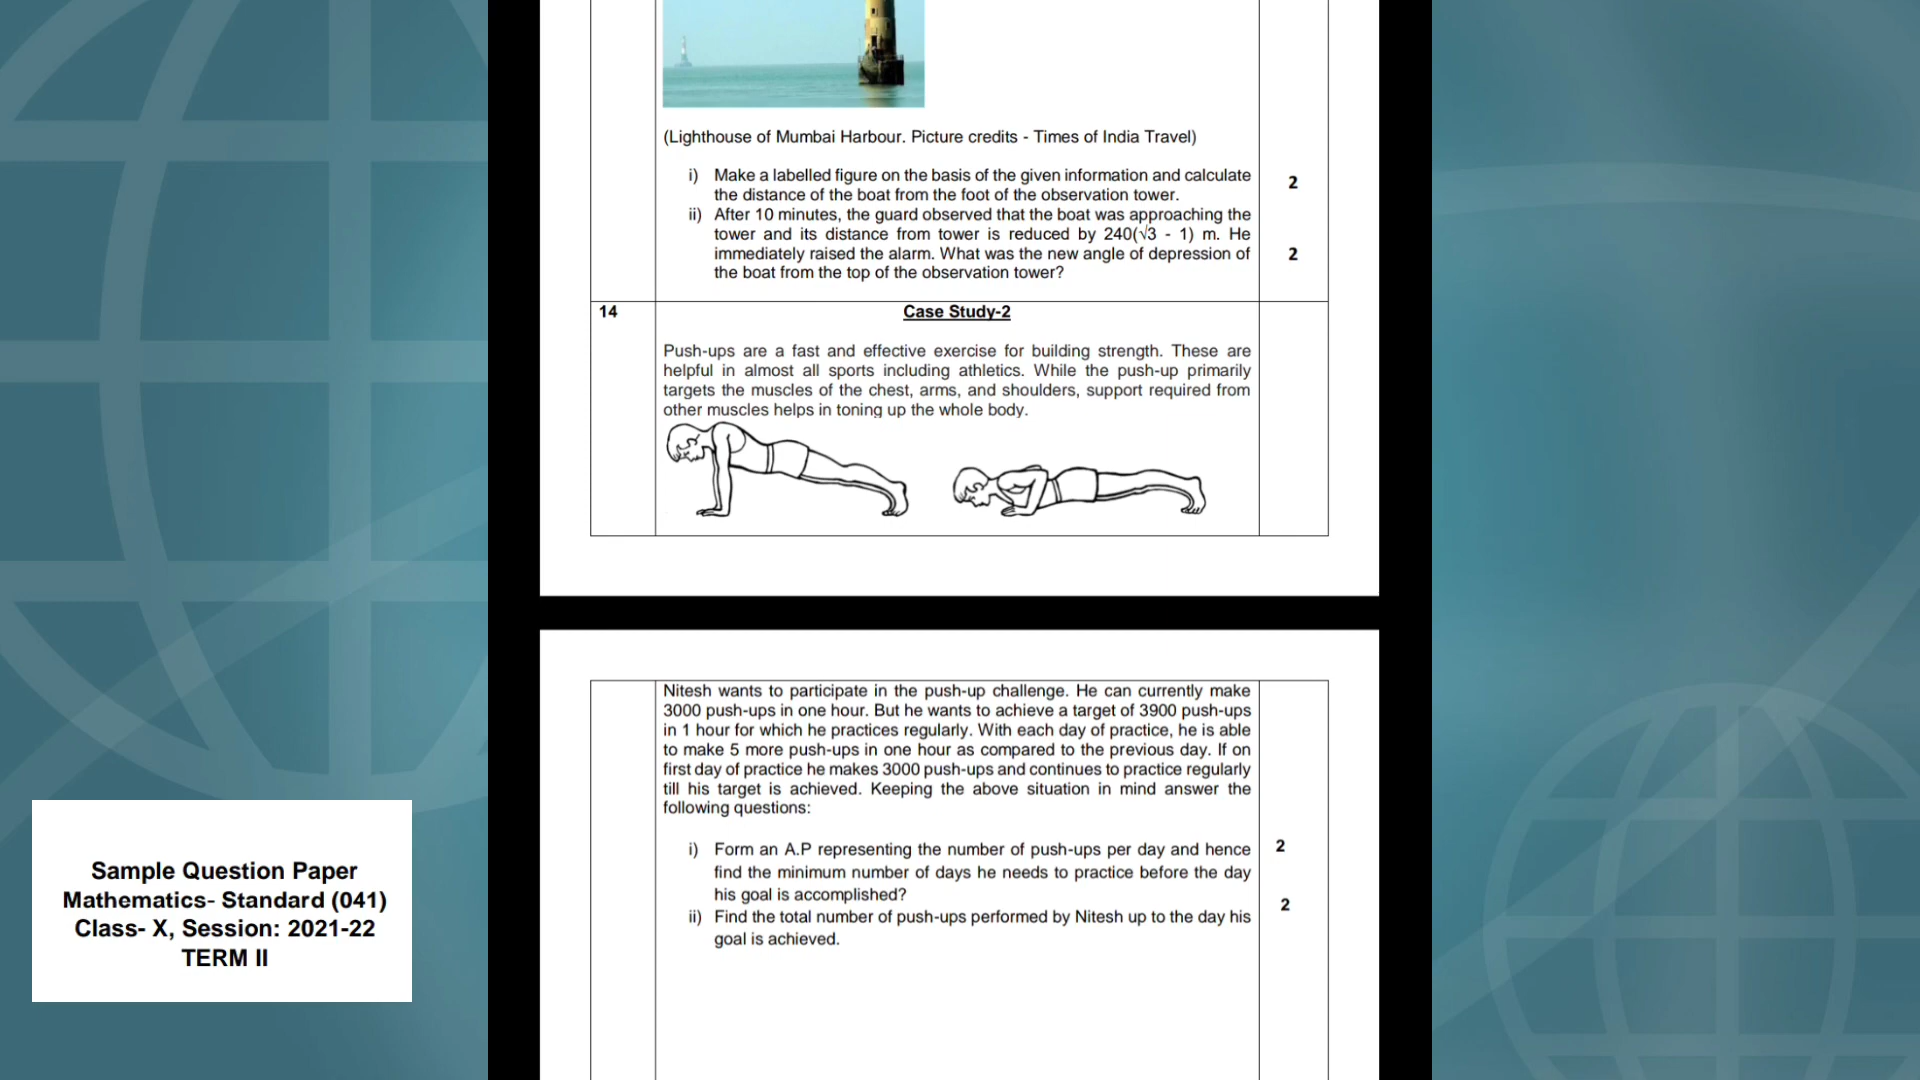 (Lighthouse of Mumbai Harbour. Picture credits - Times of India Travel)
i) Make a labelled figure on the basis of the given information and calculate
the distance of the boat from the foot of the observation tower.
2
ii) After 10 minutes, the guard observed that the boat was approaching the
tower and its distance from tower is reduced by 240(√3 - 1) m. He
immediately raised the alarm. What was the new angle of depression of
the boat from the top of the observation tower?
2
14
Case Study-2
Push-ups are a fast and effective exercise for building strength. These are
helpful in almost all sports including athletics. While the push-up primarily
targets the muscles of the chest, arms, and shoulders, support required from
other muscles helps in toning up the whole body.
Nitesh wants to participate in the push-up challenge. He can currently make
3000 push-ups in one hour. But he wants to achieve a target of 3900 push-ups
in 1 hour for which he practices regularly. With each day of practice, he is able
to make 5 more push-ups in one hour as compared to the previous day. If on
first day of practice he makes 3000 push-ups and continues to practice regularly
till his target is achieved. Keeping the above situation in mind answer the
following questions:
i) Form an A.P representing the number of push-ups per day and hence
find the minimum number of days he needs to practice before the day
his goal is accomplished?
2
ii) Find the total number of push-ups performed by Nitesh up to the day his
goal is achieved.
2
Sample Question Paper
Mathematics- Standard (041)
Class- X, Session: 2021-22
TERM II